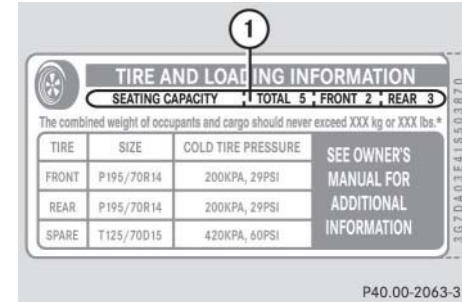 1
TIRE AND LOADING INFORMATION
SEATING CAPACITY TOTAL 5 FRONT 2 REAR 3
The combined weight of occupants and cargo should never exceed XXX kg or XXX lbs.*
TIRE SIZE COLD TIRE PRESSURE SEE OWNER'S MANUAL FOR ADDITIONAL INFORMATION
FRONT P195/70R14 200KPA, 29PSI
REAR P195/70R14 200KPA, 29PSI
SPARE T125/70D15 420KPA, 60PSI
3G7DA03E41S503870
P40.00-2063-3